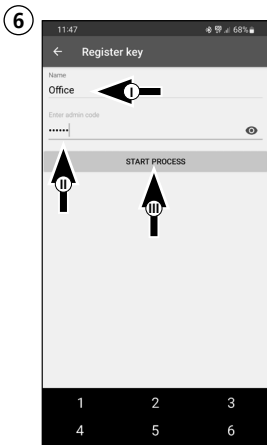 6
11:47
68%
Register key
Name
Office
I
Enter admin code
••••••
START PROCESS
II
III
1 2 3
4 5 6